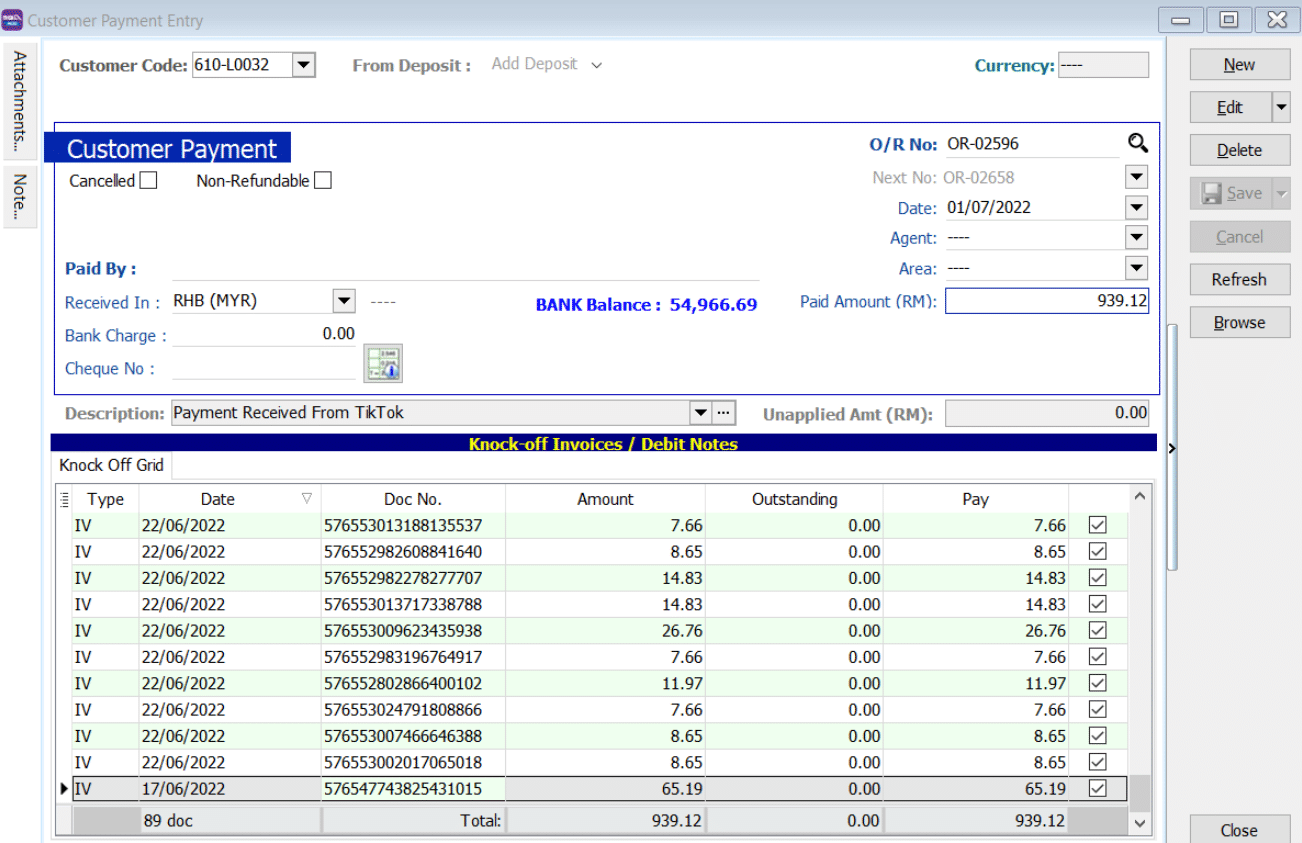 Customer Payment Entry
Attachments...
Note...
Customer Code: 610-L0032 From Deposit : Add Deposit Currency: ----
Customer Payment
Cancelled Non-Refundable
O/R No: OR-02596
Next No: OR-02658
Date: 01/07/2022
Agent: ----
Area: ----
Paid By :
Received In : RHB (MYR) ---- BANK Balance : 54,966.69 Paid Amount (RM): 939.12
Bank Charge : 0.00
Cheque No :
Description: Payment Received From TikTok ... Unapplied Amt (RM): 0.00
Knock-off Invoices / Debit Notes
Knock Off Grid
Type Date Doc No. Amount Outstanding Pay
IV 22/06/2022 576553013188135537 7.66 0.00 7.66
IV 22/06/2022 576552982608841640 8.65 0.00 8.65
IV 22/06/2022 576552982278277707 14.83 0.00 14.83
IV 22/06/2022 576553013717338788 14.83 0.00 14.83
IV 22/06/2022 576553009623435938 26.76 0.00 26.76
IV 22/06/2022 576552983196764917 7.66 0.00 7.66
IV 22/06/2022 576552802866400102 11.97 0.00 11.97
IV 22/06/2022 576553024791808866 7.66 0.00 7.66
IV 22/06/2022 576553007466646388 8.65 0.00 8.65
IV 22/06/2022 576553002017065018 8.65 0.00 8.65
IV 17/06/2022 576547743825431015 65.19 0.00 65.19
89 doc Total: 939.12 0.00 939.12
New
Edit
Delete
Save
Cancel
Refresh
Browse
Close